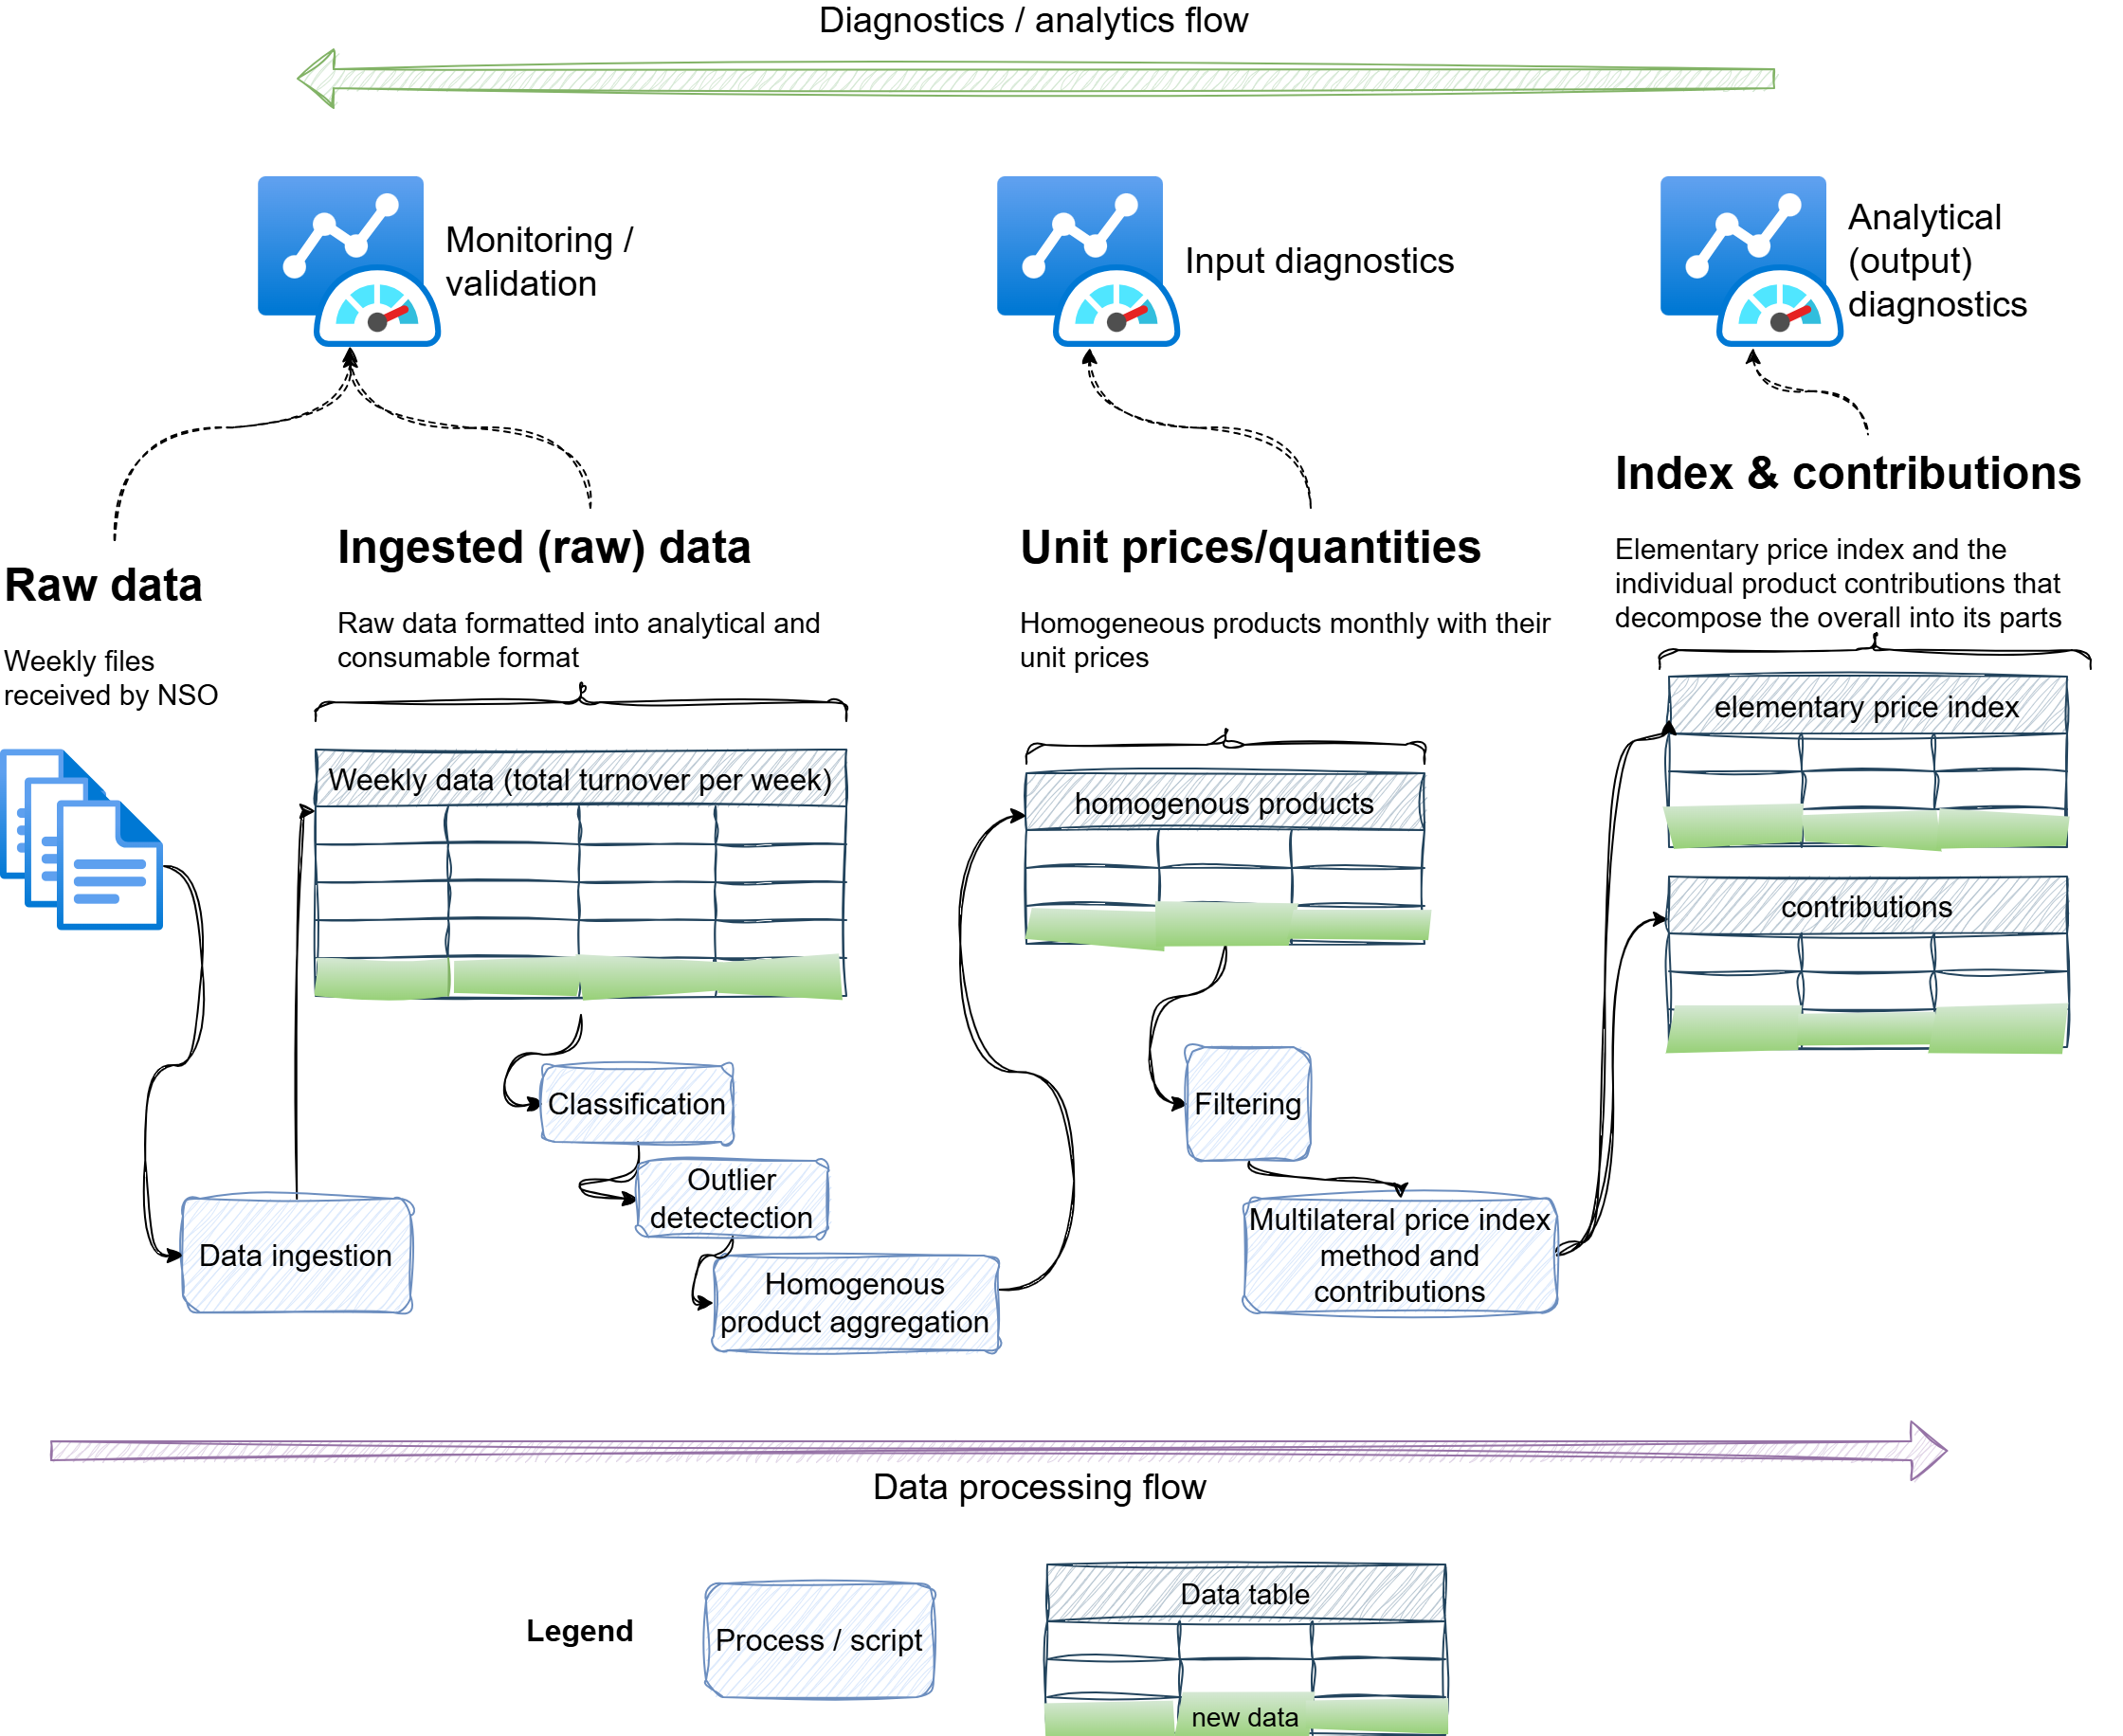 Diagnostics / analytics flow
Monitoring /
validation
Input diagnostics
Analytical
(output)
diagnostics
Raw data
Weekly files
received by NSO
Ingested (raw) data
Raw data formatted into analytical and
consumable format
Unit prices/quantities
Homogeneous products monthly with their
unit prices
Index & contributions
Elementary price index and the
individual product contributions that
decompose the overall into its parts
Weekly data (total turnover per week)
homogenous products
elementary price index
contributions
Data ingestion
Classification
Outlier
detectection
Homogenous
product aggregation
Filtering
Multilateral price index
method and
contributions
Data processing flow
Legend
Process / script
Data table
new data